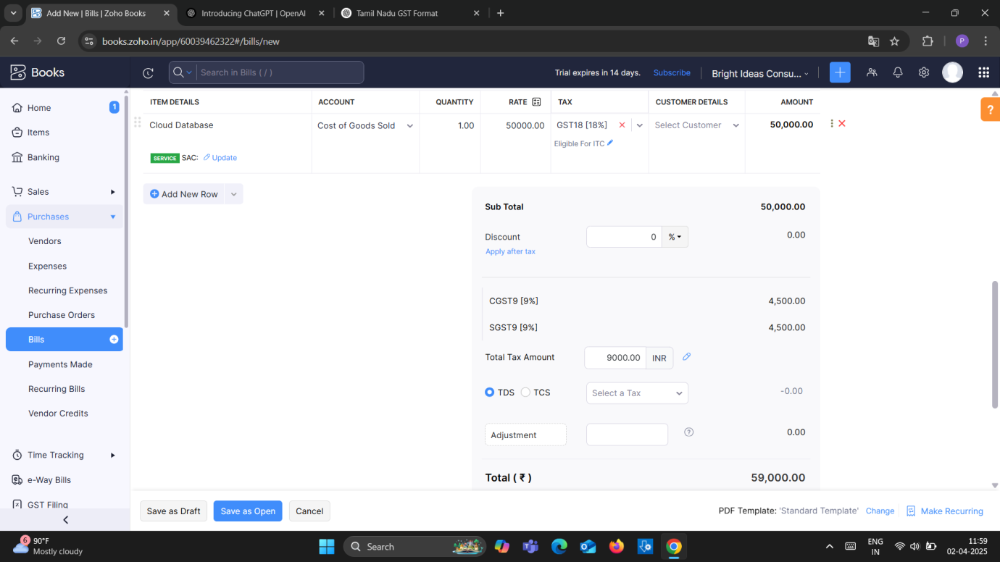 Add New | Bills | Zoho Books
Introducing ChatGPT | OpenAI
Tamil Nadu GST Format
books.zoho.in/app/60039462322#/bills/new
P
Books
Search in Bills ( / )
Trial expires in 14 days. Subscribe
Bright Ideas Consu...
Home 1
Items
Banking
Sales
Purchases
Vendors
Expenses
Recurring Expenses
Purchase Orders
Bills
Payments Made
Recurring Bills
Vendor Credits
Time Tracking
e-Way Bills
GST Filing
ITEM DETAILS ACCOUNT QUANTITY RATE TAX CUSTOMER DETAILS AMOUNT
Cloud Database Cost of Goods Sold 1.00 50000.00 GST18 [18%] Select Customer 50,000.00
Eligible For ITC
SERVICE SAC: Update
?
Add New Row
Sub Total 50,000.00
Discount 0 % 0.00
Apply after tax
CGST9 [9%] 4,500.00
SGST9 [9%] 4,500.00
Total Tax Amount 9000.00 INR
TDS TCS Select a Tax -0.00
Adjustment ? 0.00
Total ( ₹ ) 59,000.00
Save as Draft Save as Open Cancel
PDF Template: 'Standard Template' Change Make Recurring
6 90°F
Mostly cloudy
Search
ENG
IN
11:59
02-04-2025